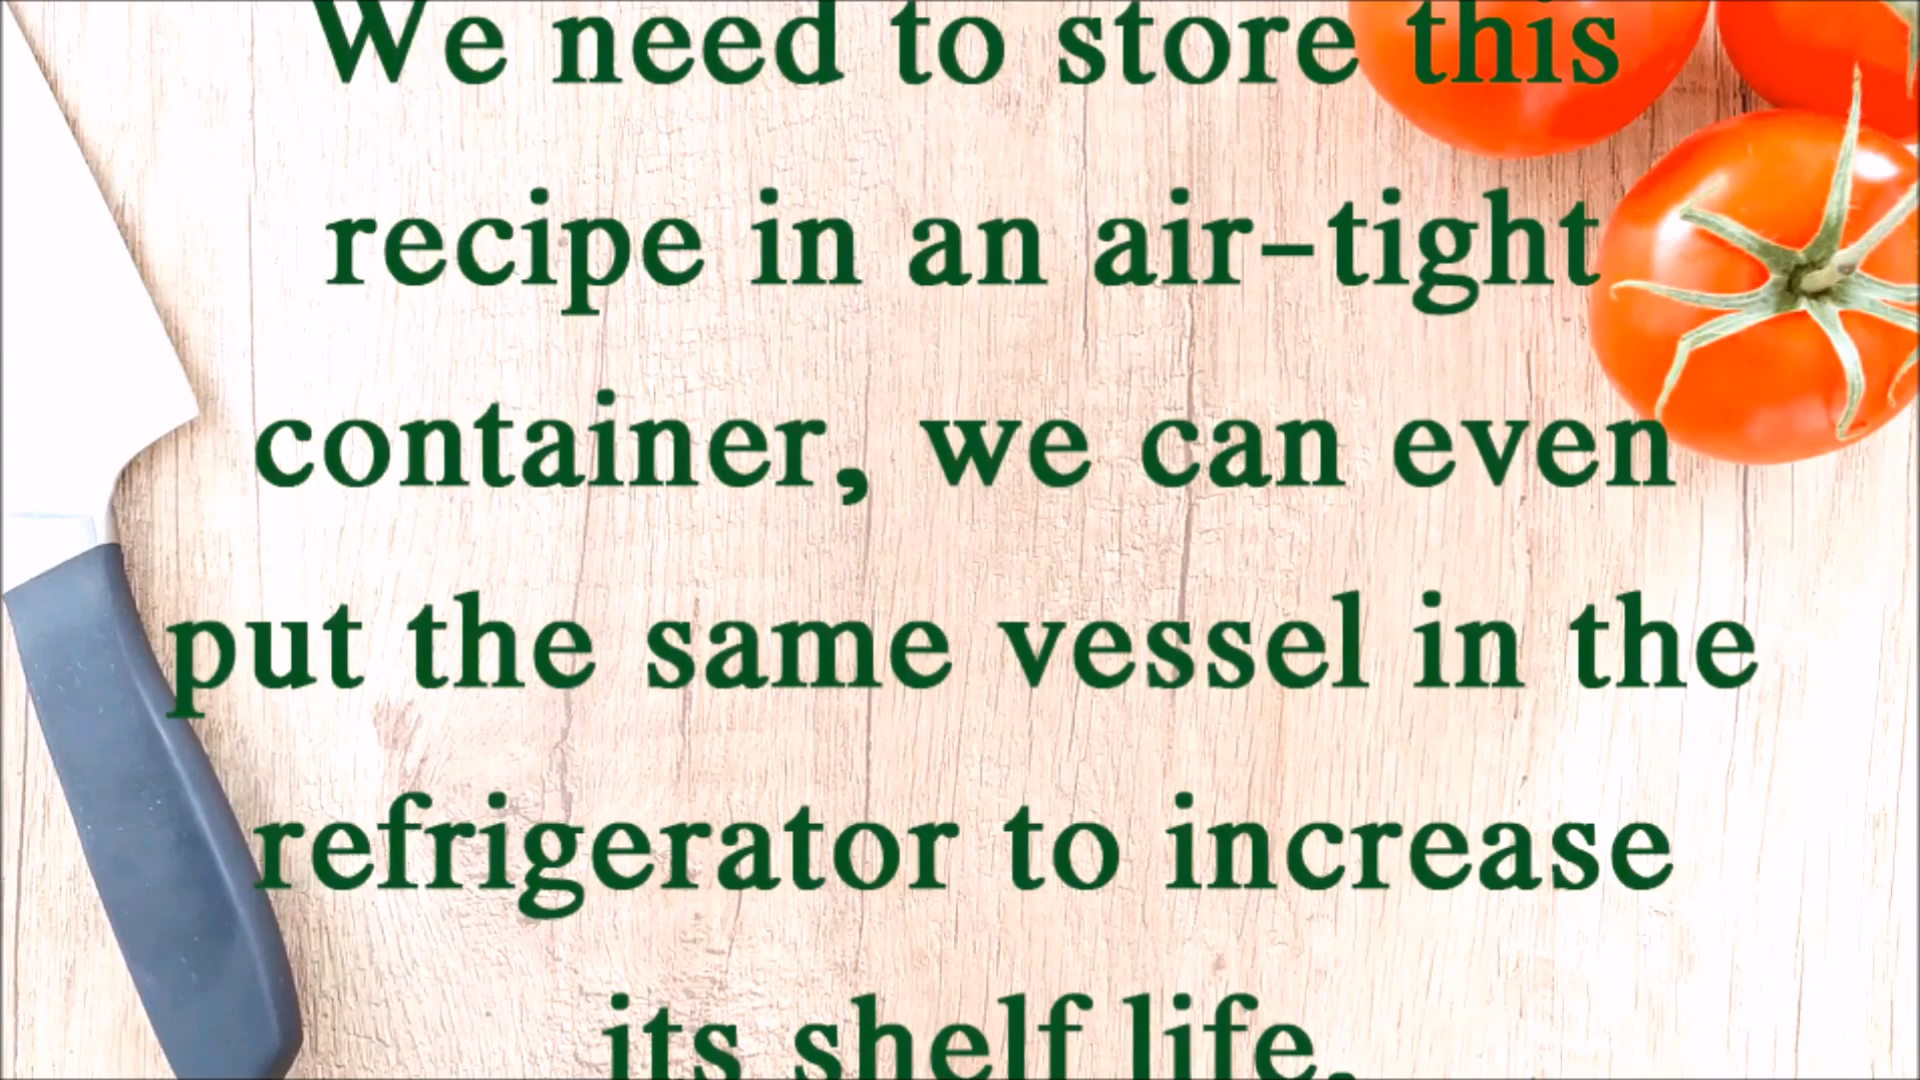 We need to store this
recipe in an air-tight
container, we can even
put the same vessel in the
refrigerator to increase
its shelf life.